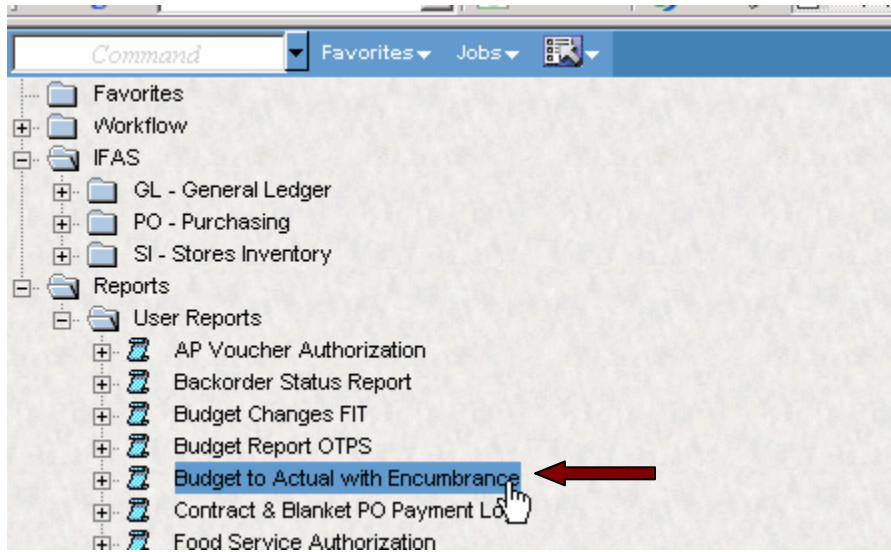 Command Favorites Jobs
Favorites
Workflow
IFAS
GL - General Ledger
PO - Purchasing
SI - Stores Inventory
Reports
User Reports
AP Voucher Authorization
Backorder Status Report
Budget Changes FIT
Budget Report OTPS
Budget to Actual with Encumbrance
Contract & Blanket PO Payment
Food Service Authorization